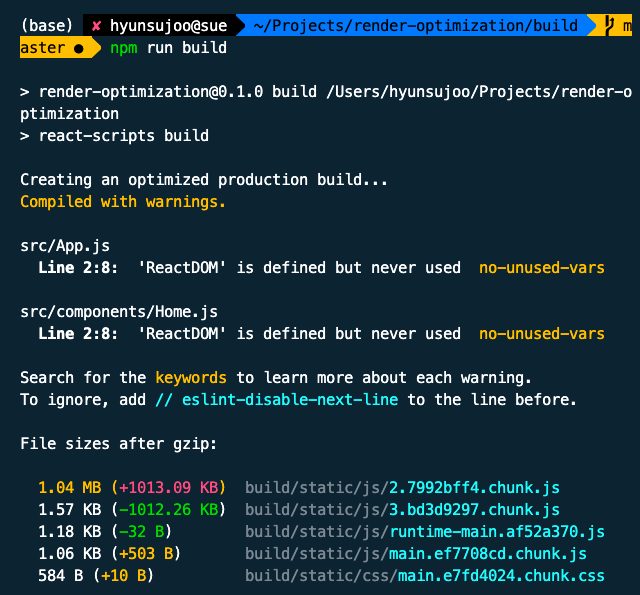 (base) ✘ hyunsujoo@sue ~/Projects/render-optimization/build m
aster ● npm run build
> render-optimization@0.1.0 build /Users/hyunsujoo/Projects/render-o
ptimization
> react-scripts build
Creating an optimized production build...
Compiled with warnings.
src/App.js
Line 2:8:  'ReactDOM' is defined but never used  no-unused-vars
src/components/Home.js
Line 2:8:  'ReactDOM' is defined but never used  no-unused-vars
Search for the keywords to learn more about each warning.
To ignore, add // eslint-disable-next-line to the line before.
File sizes after gzip:
1.04 MB (+1013.09 KB)  build/static/js/2.7992bff4.chunk.js
1.57 KB (-1012.26 KB)  build/static/js/3.bd3d9297.chunk.js
1.18 KB (-32 B)  build/static/js/runtime-main.af52a370.js
1.06 KB (+503 B)  build/static/js/main.ef7708cd.chunk.js
584 B (+10 B)  build/static/css/main.e7fd4024.chunk.css